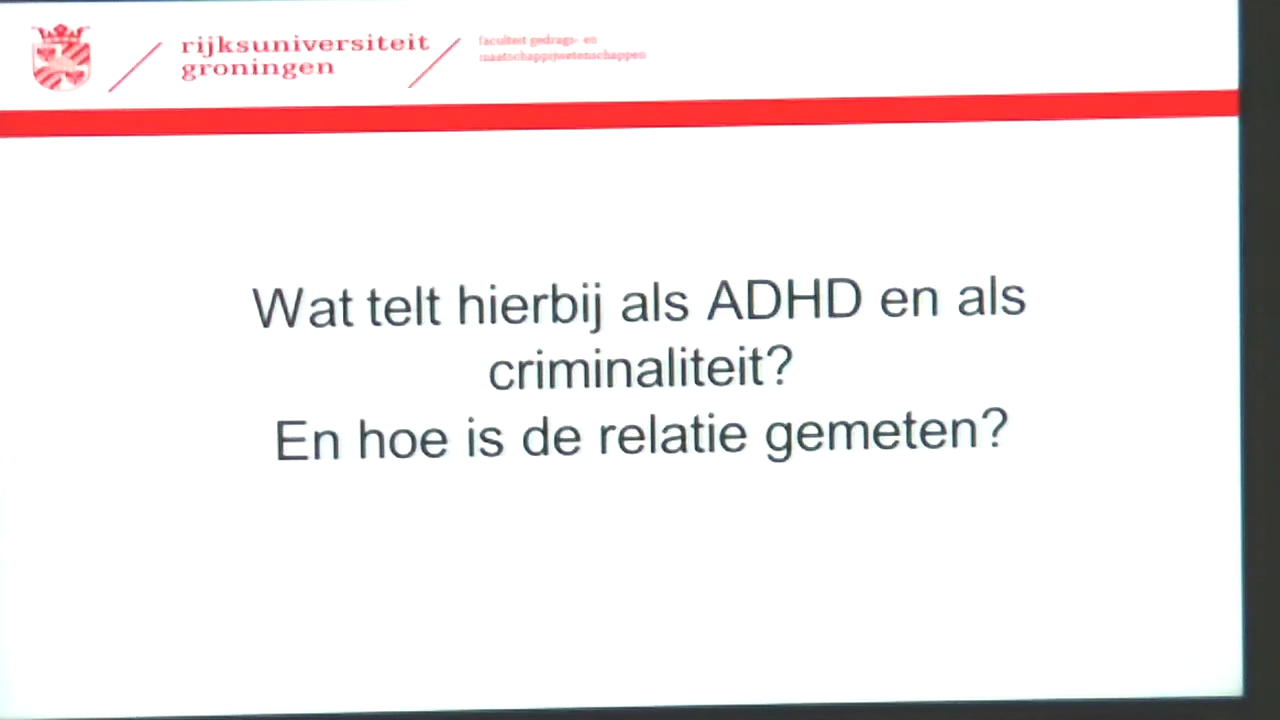 rijksuniversiteit
groningen
faculteit gedrags- en
maatschappijwetenschappen
Wat telt hierbij als ADHD en als
criminaliteit?
En hoe is de relatie gemeten?